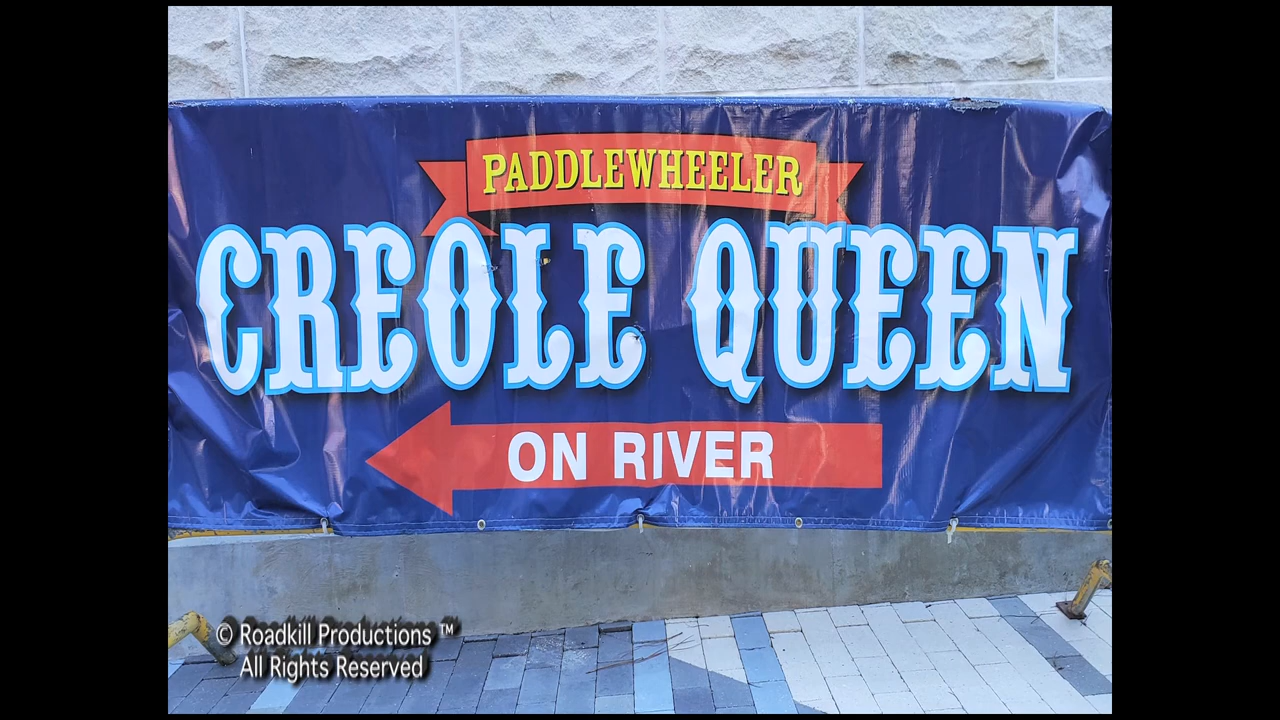 PADDLEWHEELER
CREOLE QUEEN
ON RIVER
© Roadkill Productions ™
All Rights Reserved